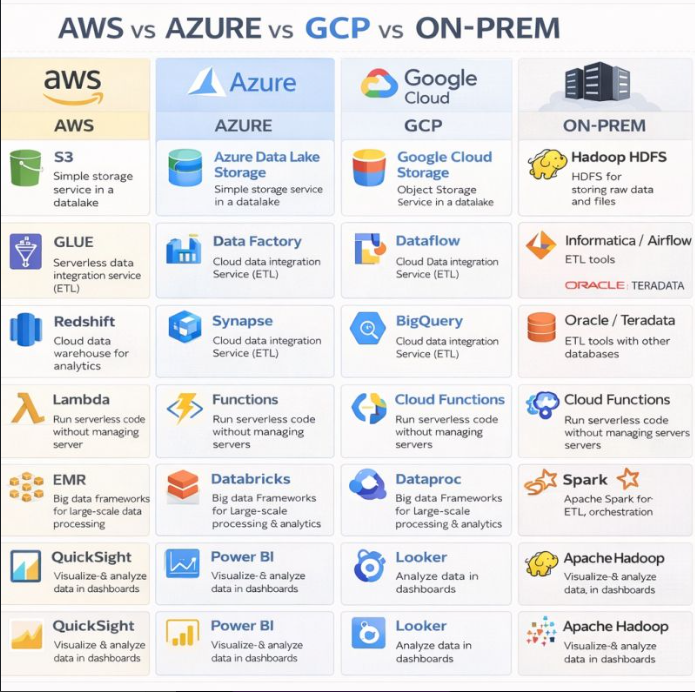 AWS vs AZURE vs GCP vs ON-PREM
aws
Azure
Google
Cloud
AWS
AZURE
GCP
ON-PREM
S3
Simple storage
service in a
datalake
Azure Data Lake
Storage
Simple storage service
in a datalake
Google Cloud
Storage
Object Storage
Service in a datalake
Hadoop HDFS
HDFS for
storing raw data
and files
GLUE
Serverless data
integration service
(ETL)
Data Factory
Cloud data integration
Service (ETL)
Dataflow
Cloud Data integration
Service (ETL)
Informatica / Airflow
ETL tools
ORACLE: TERADATA
Redshift
Cloud data
warehouse for
analytics
Synapse
Cloud data integration
Service (ETL)
BigQuery
Cloud data integration
Service (ETL)
Oracle / Teradata
ETL tools with other
databases
Lambda
Run serverless code
without managing
server
Functions
Run serverless code
without managing
servers
Cloud Functions
Run serverless code
without managing
servers
Cloud Functions
Run serverless code
without managing servers
servers
EMR
Big data frameworks
for large-scale data
processing
Databricks
Big data Frameworks
for Large-scale
processing & analytics
Dataproc
Big data Frameworks
for Large-scale
processing & analytics
Spark
Apache Spark for
ETL, orchestration
QuickSight
Visualize-& analyze
data in dashboards
Power BI
Visualize-& analyze
data in dashboards
Looker
Analyze data in
dashboards
Apache Hadoop
Visualize-& analyze
data, in dashboards
QuickSight
Visualize & analyze
data in dashboards
Power BI
Visualize-& analyze
data in dashboards
Looker
Analyze data in
dashboards
Apache Hadoop
Visualize-& analyze
data in dashboards